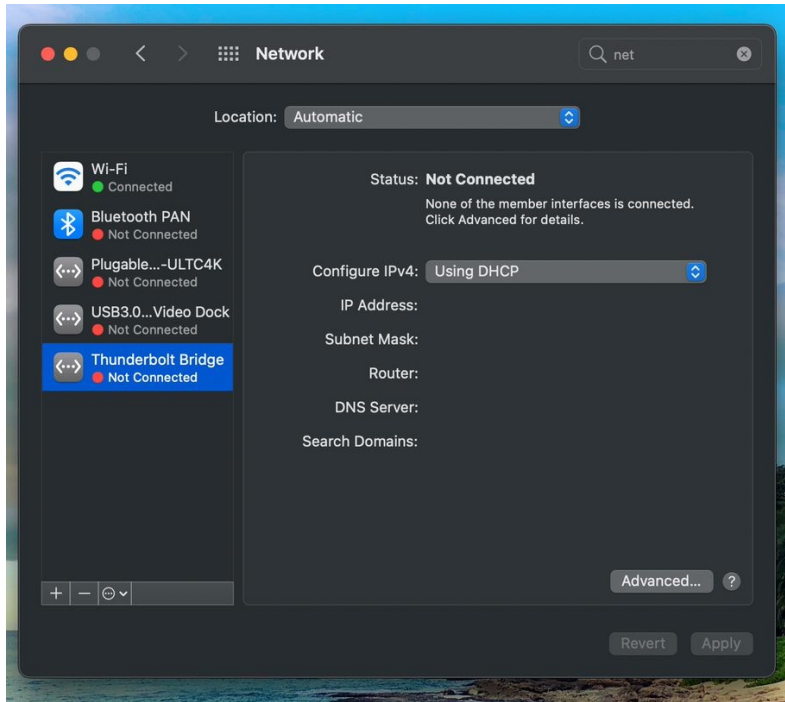 Network
net
Location: Automatic
Wi-Fi
Connected
Bluetooth PAN
Not Connected
Plugable...-ULTC4K
Not Connected
USB3.0...Video Dock
Not Connected
Thunderbolt Bridge
Not Connected
Status: Not Connected
None of the member interfaces is connected.
Click Advanced for details.
Configure IPv4: Using DHCP
IP Address:
Subnet Mask:
Router:
DNS Server:
Search Domains:
Advanced... ?
Revert Apply